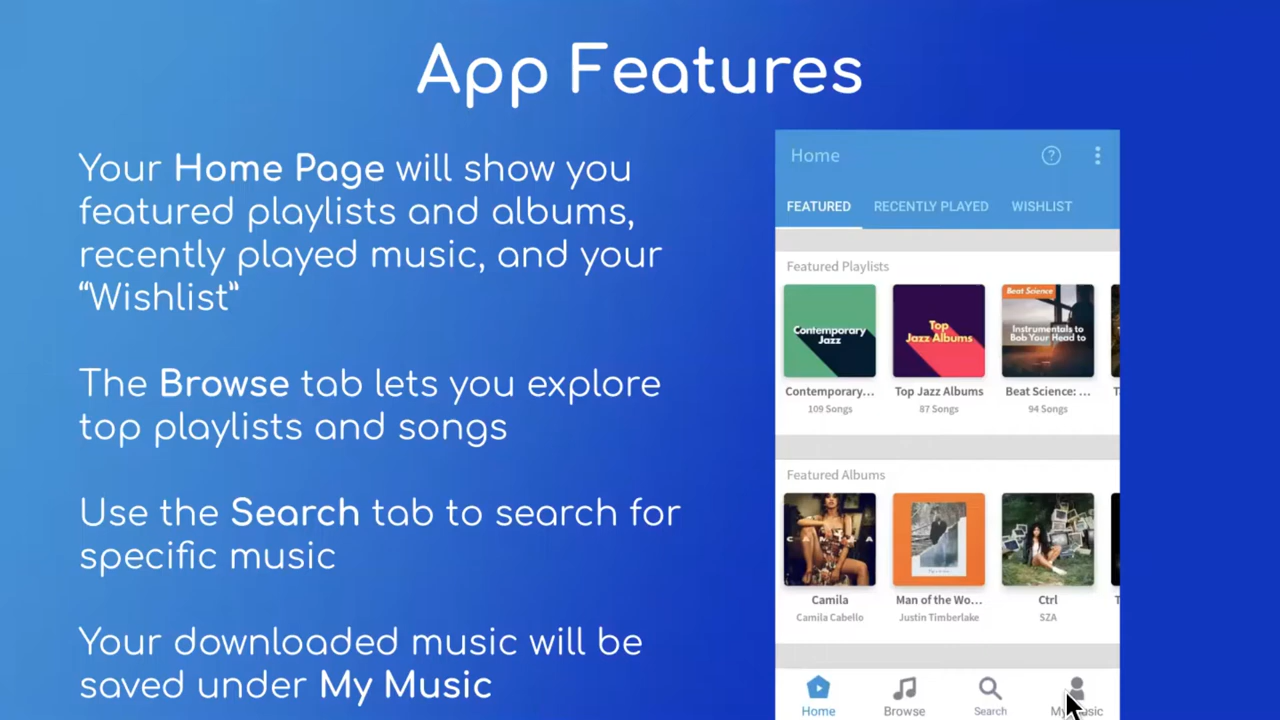 App Features
Your Home Page will show you
featured playlists and albums,
recently played music, and your
“Wishlist”
The Browse tab lets you explore
top playlists and songs
Use the Search tab to search for
specific music
Your downloaded music will be
saved under My Music
Home
FEATURED RECENTLY PLAYED WISHLIST
Featured Playlists
Contemporary
Jazz
Top
Jazz Albums
Beat Science
Instrumentals to
Bob Your Head to
Contemporary... Top Jazz Albums Beat Science: ...
109 Songs 87 Songs 94 Songs
Featured Albums
CAMILA
Camila Man of the Wo... Ctrl
Camila Cabello Justin Timberlake SZA
Home Browse Search My Music